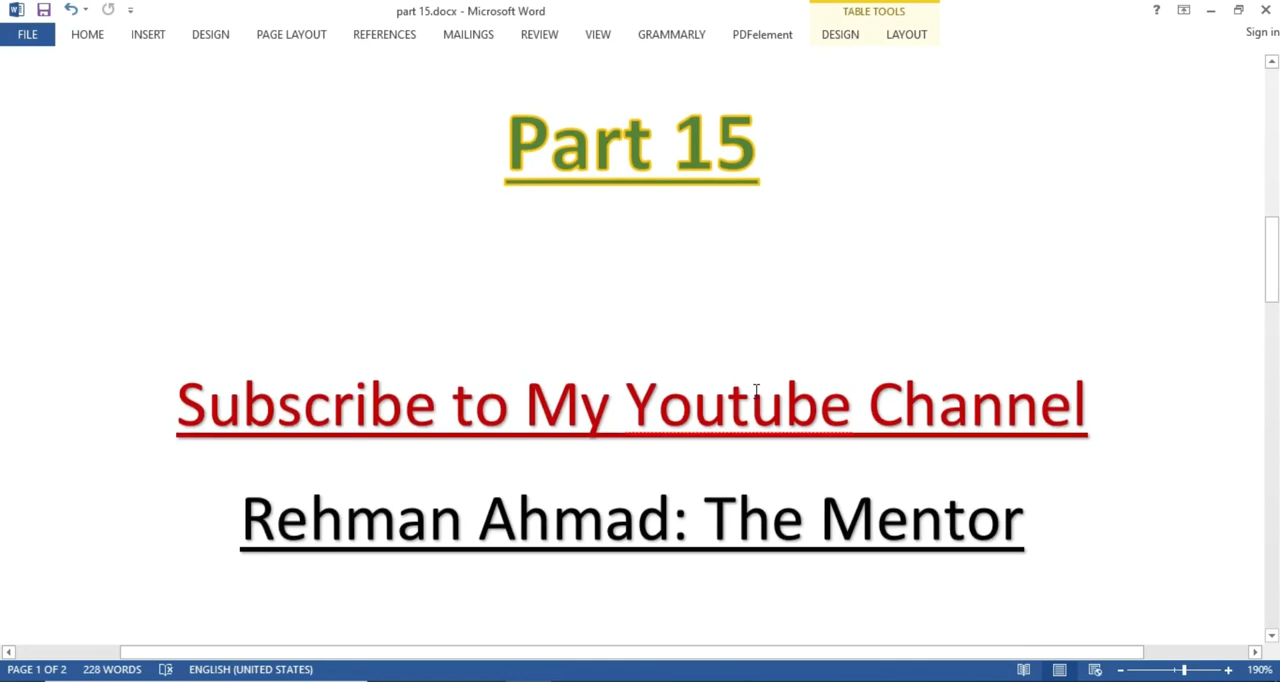 part 15.docx - Microsoft Word
TABLE TOOLS
?
FILE HOME INSERT DESIGN PAGE LAYOUT REFERENCES MAILINGS REVIEW VIEW GRAMMARLY PDFelement DESIGN LAYOUT Sign in
Part 15
Subscribe to My Youtube Channel
Rehman Ahmad: The Mentor
PAGE 1 OF 2 228 WORDS ENGLISH (UNITED STATES) 190%